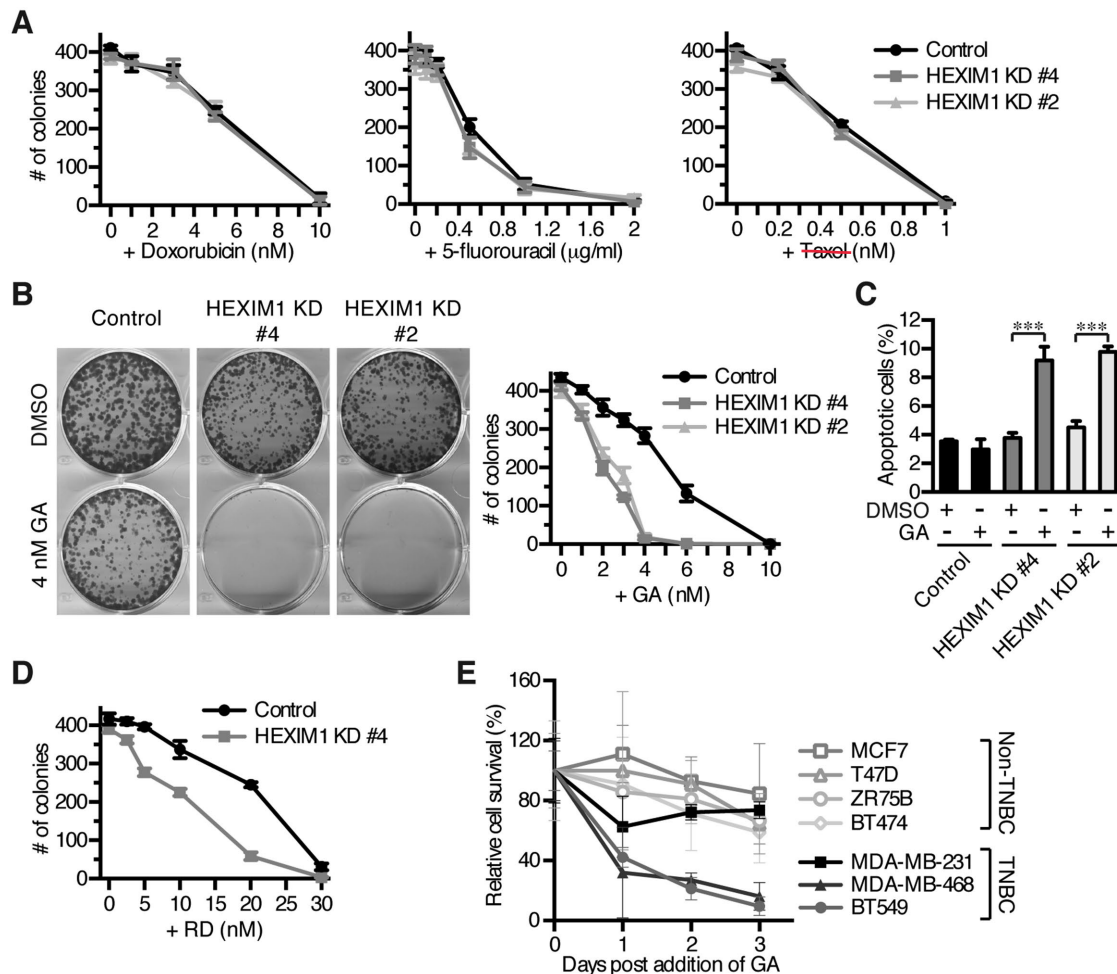 A
# of colonies
400
300
200
100
0
0 2 4 6 8 10
+ Doxorubicin (nM)
400
300
200
100
0
0 0.4 0.8 1.2 1.6 2
+ 5-fluorouracil (μg/ml)
400
300
200
100
0
0 0.2 0.4 0.6 0.8 1
+ Taxol (nM)
Control
HEXIM1 KD #4
HEXIM1 KD #2
B
Control
HEXIM1 KD
#4
HEXIM1 KD
#2
DMSO
4 nM GA
# of colonies
400
300
200
100
0
0 2 4 6 8 10
+ GA (nM)
Control
HEXIM1 KD #4
HEXIM1 KD #2
C
Apoptotic cells (%)
12
10
8
6
4
2
0
*** ***
DMSO + - + - + -
GA - + - + - +
Control
HEXIM1 KD #4
HEXIM1 KD #2
D
# of colonies
400
300
200
100
0
0 5 10 15 20 25 30
+ RD (nM)
Control
HEXIM1 KD #4
E
Relative cell survival (%)
160
120
80
40
0
0 1 2 3
Days post addition of GA
MCF7
T47D
ZR75B
BT474
Non-TNBC
MDA-MB-231
MDA-MB-468
BT549
TNBC